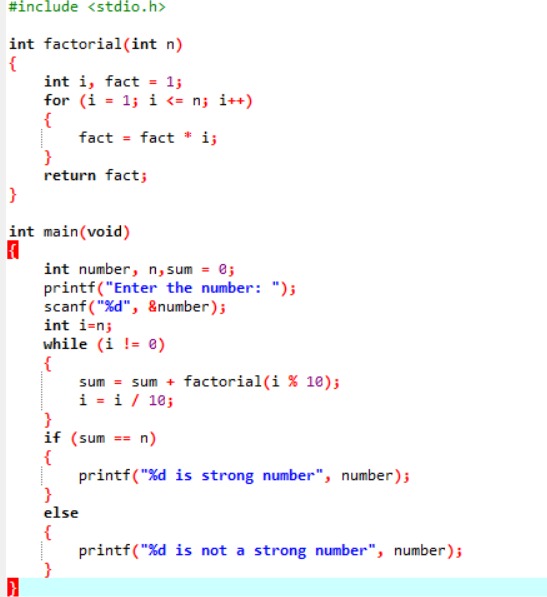 #include <stdio.h>
int factorial(int n)
{
int i, fact = 1;
for (i = 1; i <= n; i++)
{
fact = fact * i;
}
return fact;
}
int main(void)
{
int number, n,sum = 0;
printf("Enter the number: ");
scanf("%d", &number);
int i=n;
while (i != 0)
{
sum = sum + factorial(i % 10);
i = i / 10;
}
if (sum == n)
{
printf("%d is strong number", number);
}
else
{
printf("%d is not a strong number", number);
}
}